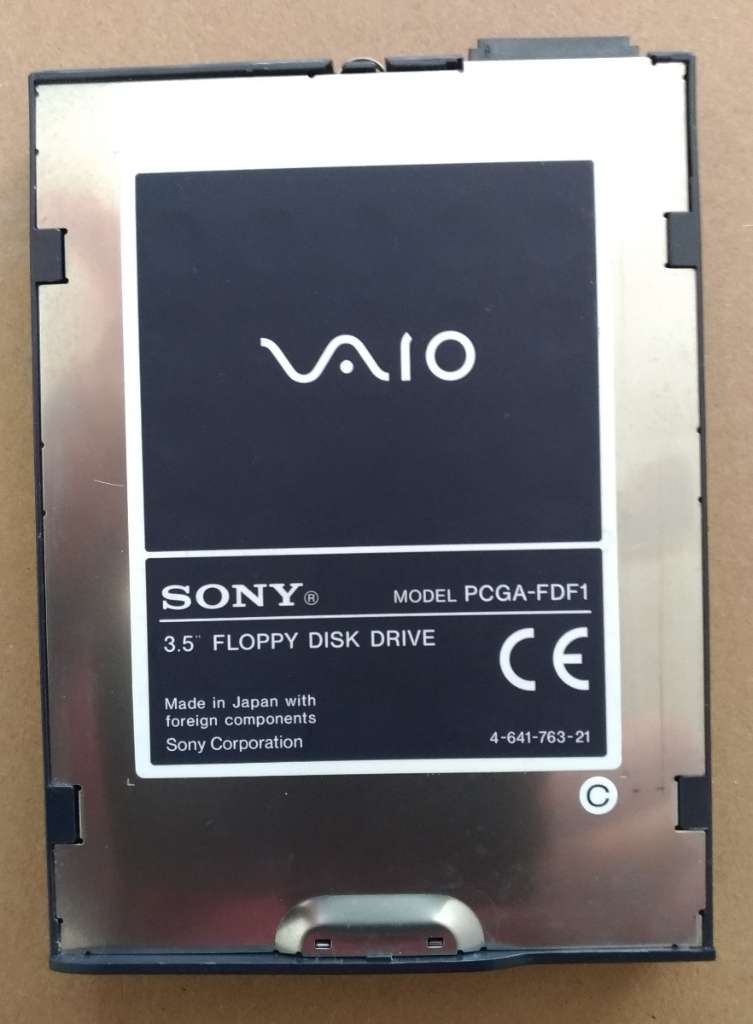 VAIO
SONY® MODEL PCGA-FDF1
3.5" FLOPPY DISK DRIVE
CE
Made in Japan with
foreign components
Sony Corporation 4-641-763-21
C